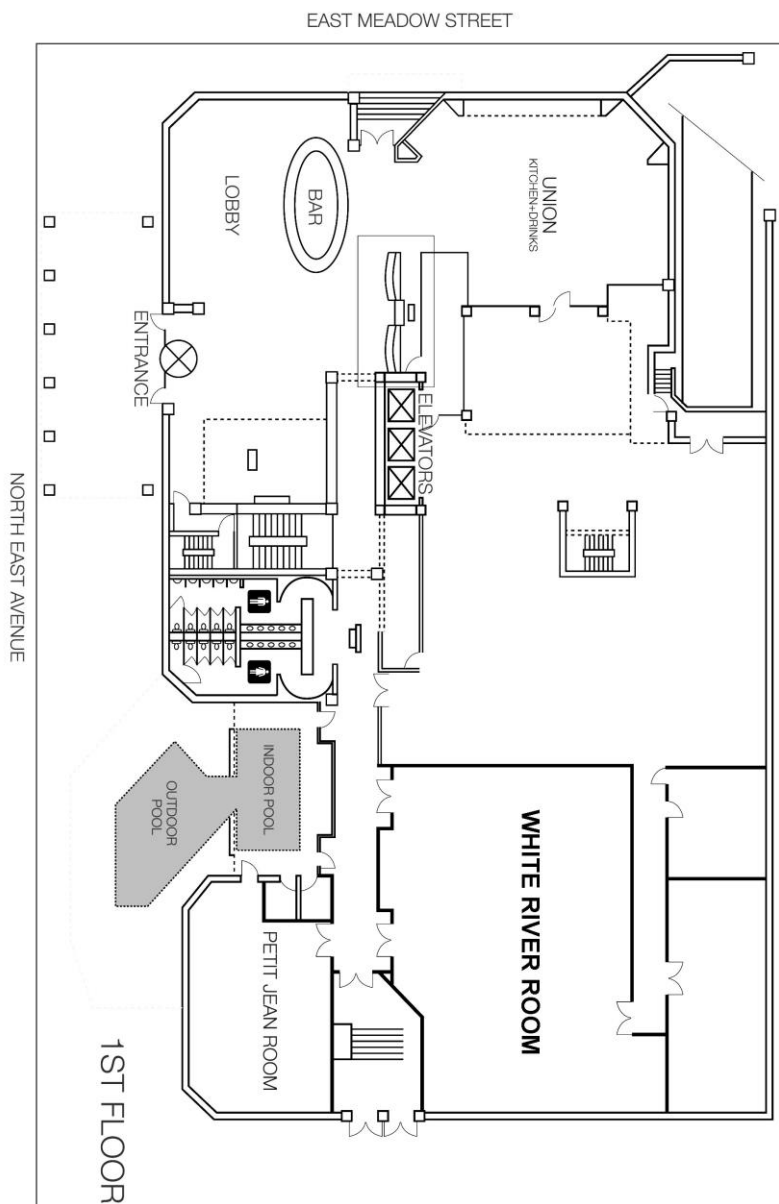 EAST MEADOW STREET
UNION
KITCHEN+DRINKS
BAR
LOBBY
ENTRANCE
ELEVATORS
NORTH EAST AVENUE
INDOOR POOL
OUTDOOR
POOL
WHITE RIVER ROOM
PETIT JEAN ROOM
1ST FLOOR